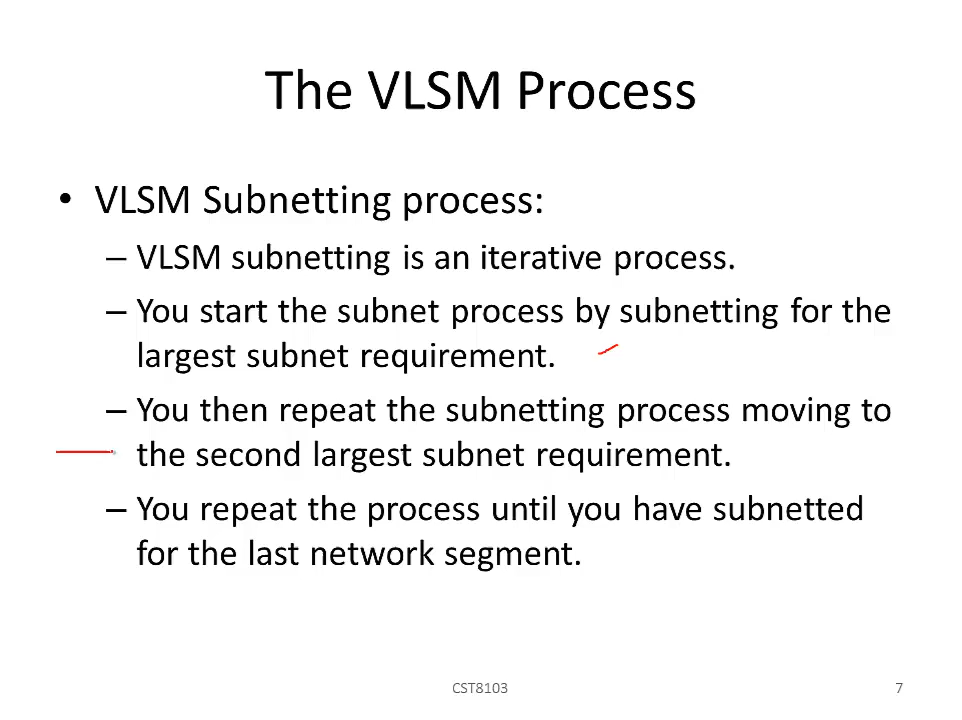 The VLSM Process
• VLSM Subnetting process:
– VLSM subnetting is an iterative process.
– You start the subnet process by subnetting for the
largest subnet requirement.
– You then repeat the subnetting process moving to
the second largest subnet requirement.
– You repeat the process until you have subnetted
for the last network segment.
CST8103
7